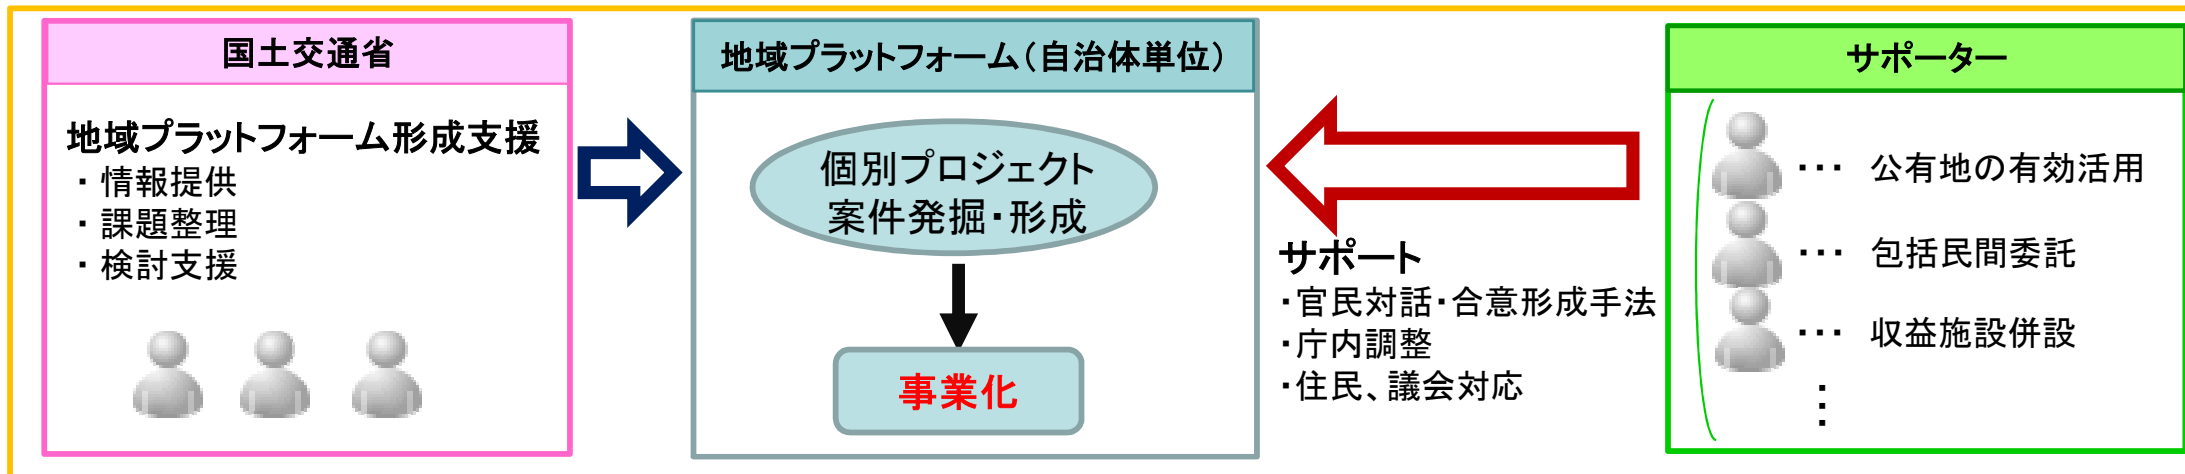 国土交通省
地域プラットフォーム形成支援
・情報提供
・課題整理
・検討支援
地域プラットフォーム（自治体単位）
個別プロジェクト
案件発掘・形成
事業化
サポート
・官民対話・合意形成手法
・庁内調整
・住民、議会対応
サポーター
･･･ 公有地の有効活用
･･･ 包括民間委託
･･･ 収益施設併設
⋮